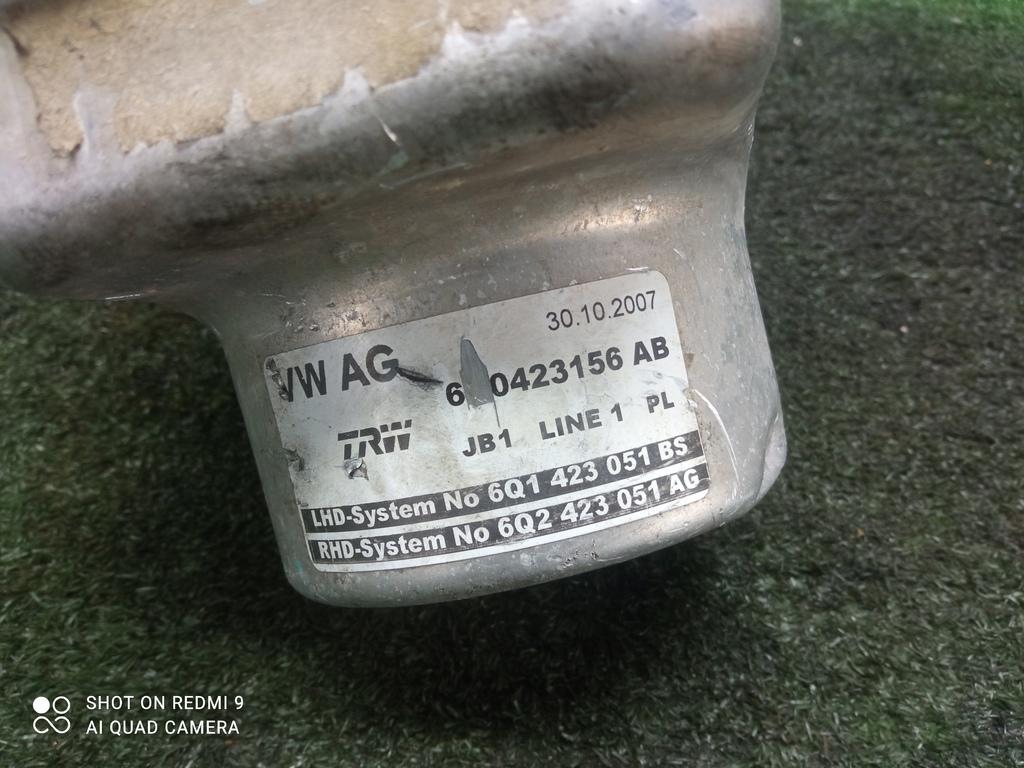 30.10.2007
VW AG 6 0423156 AB
TRW JB1 LINE 1 PL
LHD-System No 6Q1 423 051 BS
RHD-System No 6Q2 423 051 AG
SHOT ON REDMI 9
AI QUAD CAMERA